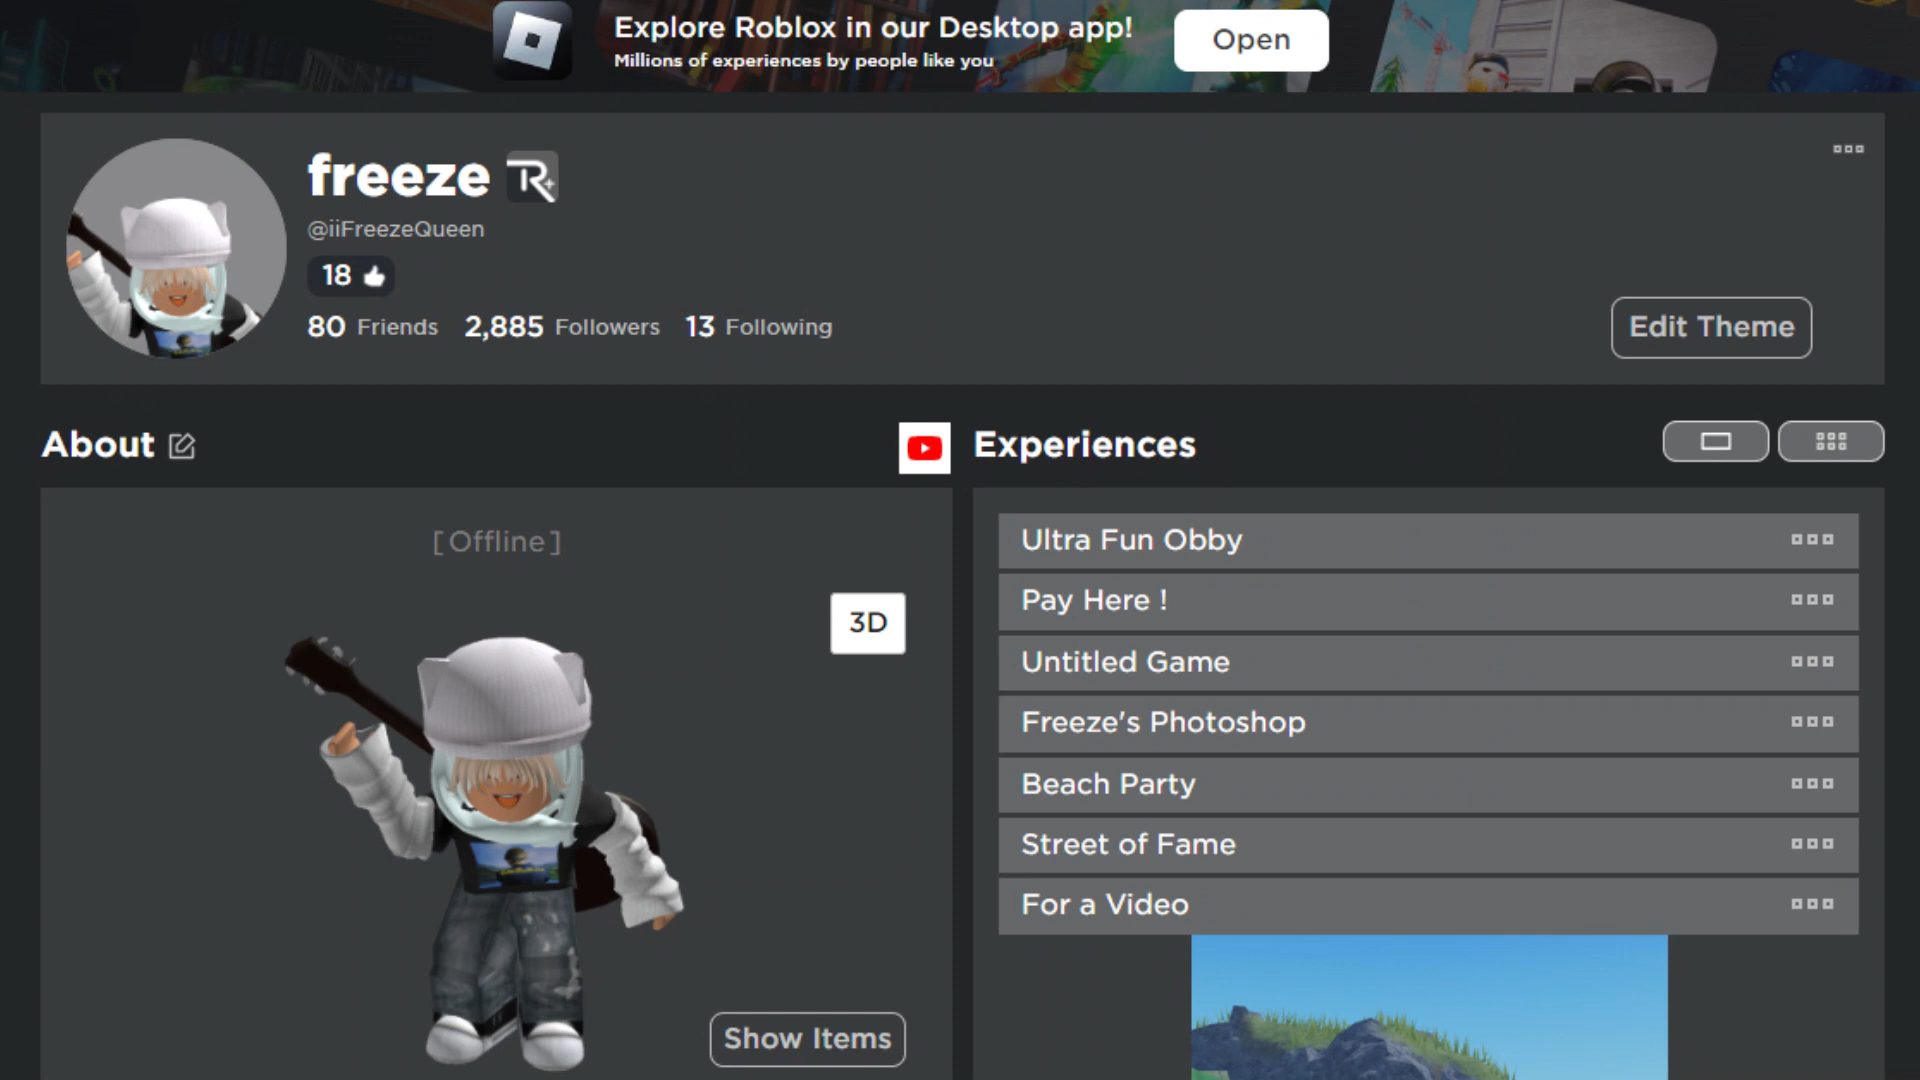 Explore Roblox in our Desktop app!
Millions of experiences by people like you
Open
freeze
@iiFreezeQueen
18
80 Friends 2,885 Followers 13 Following
Edit Theme
About
Experiences
[ Offline ]
3D
Show Items
Ultra Fun Obby
Pay Here !
Untitled Game
Freeze's Photoshop
Beach Party
Street of Fame
For a Video